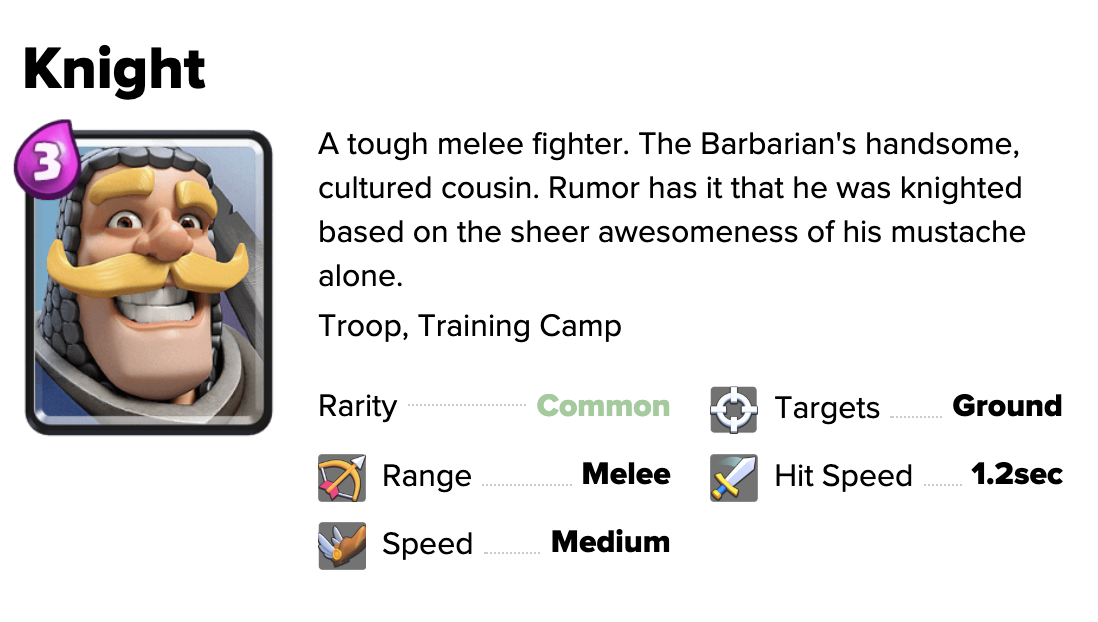 Knight
3
A tough melee fighter. The Barbarian's handsome,
cultured cousin. Rumor has it that he was knighted
based on the sheer awesomeness of his mustache
alone.
Troop, Training Camp
Rarity Common
Targets Ground
Range Melee
Hit Speed 1.2sec
Speed Medium